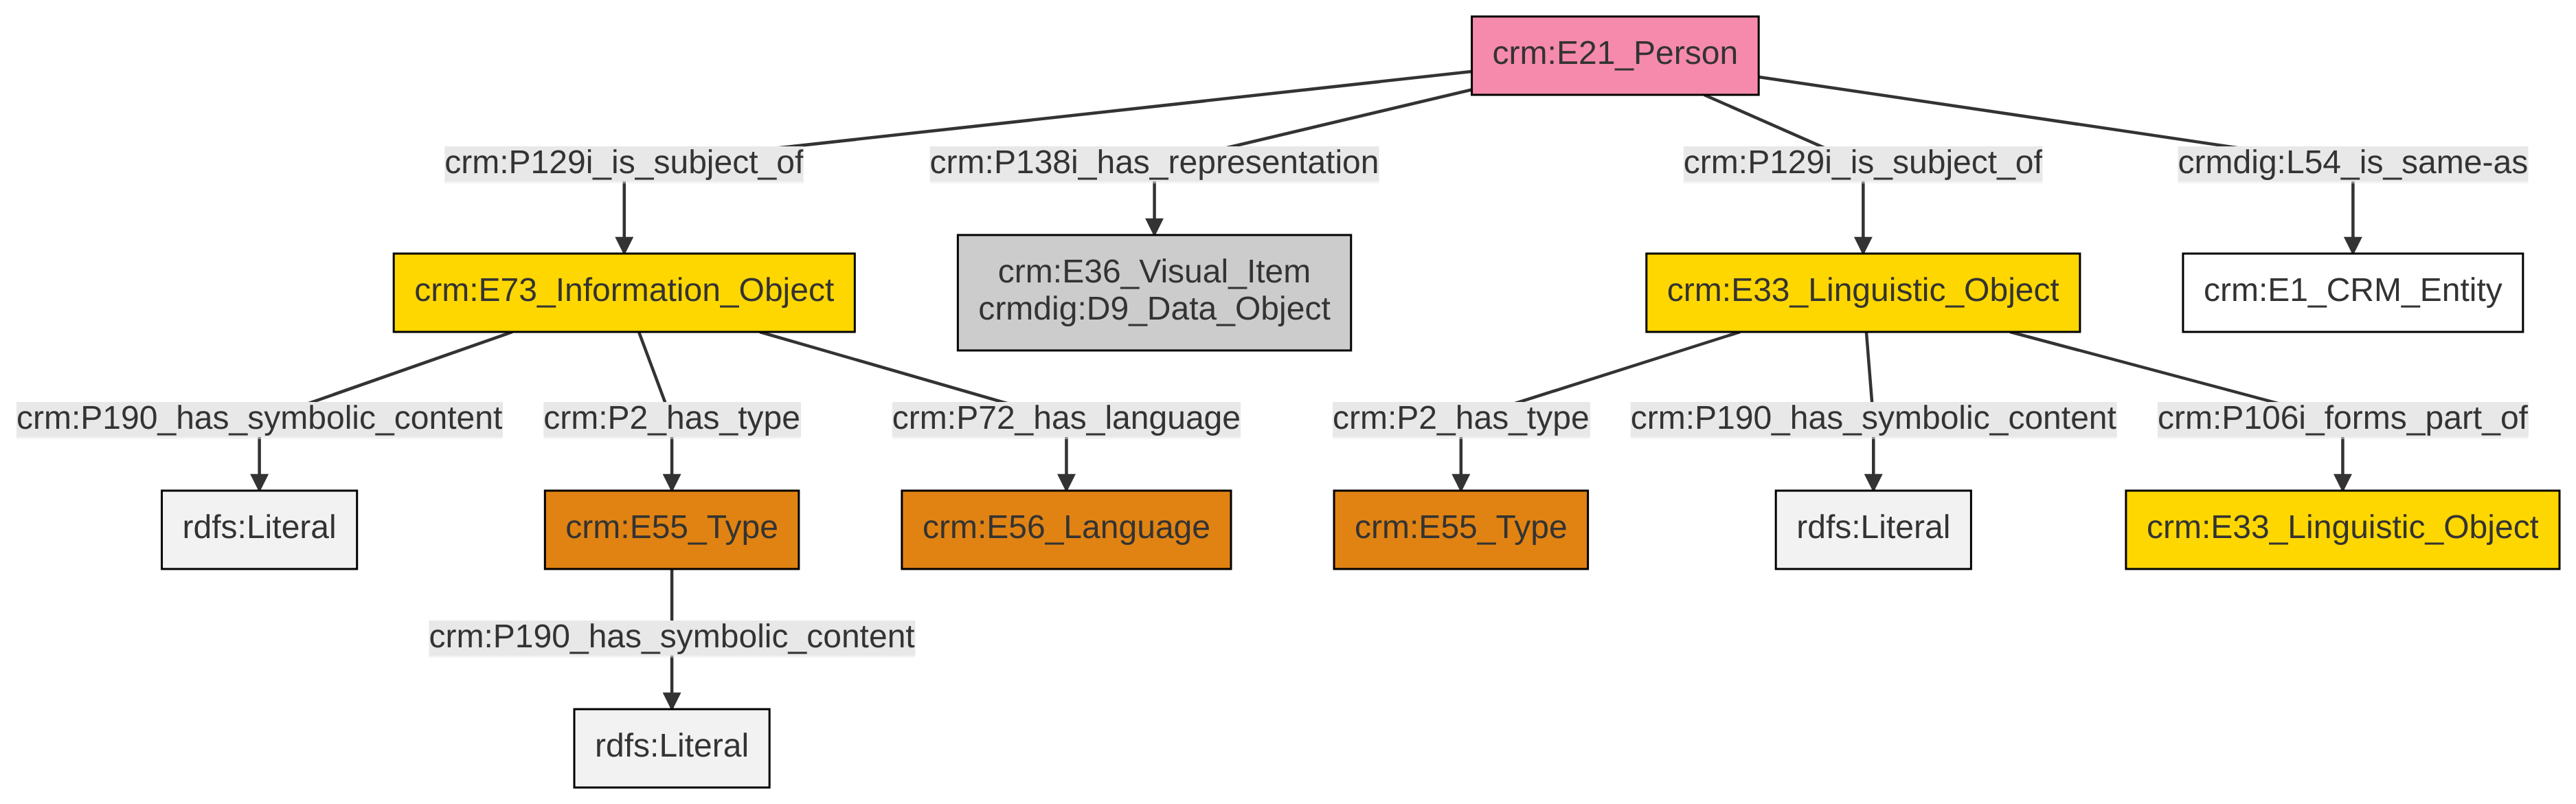 crm:E21_Person
crm:P129i_is_subject_of
crm:P138i_has_representation
crm:P129i_is_subject_of
crmdig:L54_is_same-as
crm:E73_Information_Object
crm:E36_Visual_Item
crmdig:D9_Data_Object
crm:E33_Linguistic_Object
crm:E1_CRM_Entity
crm:P190_has_symbolic_content
crm:P2_has_type
crm:P72_has_language
crm:P2_has_type
crm:P190_has_symbolic_content
crm:P106i_forms_part_of
rdfs:Literal
crm:E55_Type
crm:E56_Language
crm:E55_Type
rdfs:Literal
crm:E33_Linguistic_Object
crm:P190_has_symbolic_content
rdfs:Literal